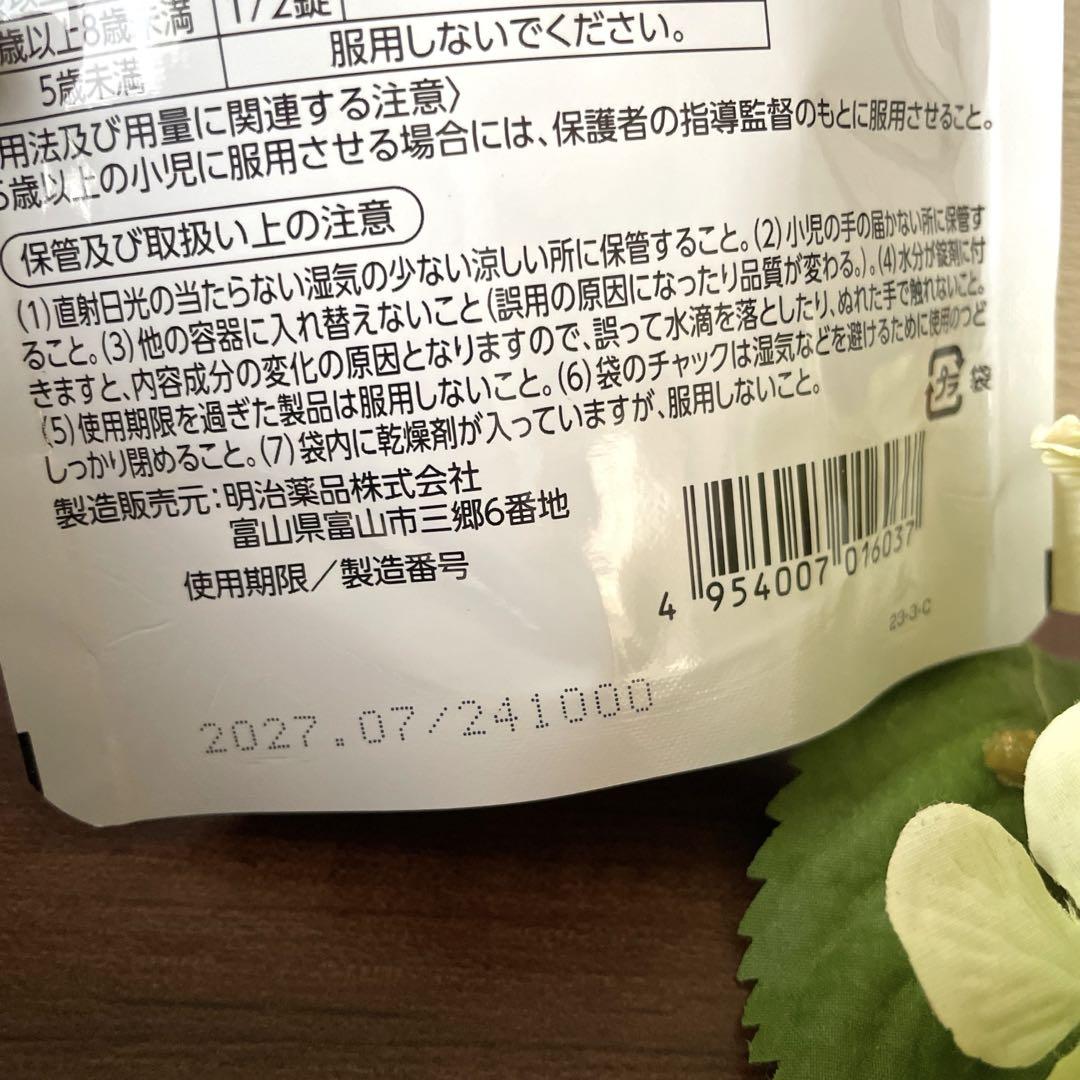 歳以上8歳未満 1/2錠
5歳未満 服用しないでください。
用法及び用量に関連する注意〉
5歳以上の小児に服用させる場合には、保護者の指導監督のもとに服用させること。
保管及び取扱い上の注意
(1)直射日光の当たらない湿気の少ない涼しい所に保管すること。(2)小児の手の届かない所に保管す
ること。(3)他の容器に入れ替えないこと(誤用の原因になったり品質が変わる。)。(4)水分が錠剤に付
きますと、内容成分の変化の原因となりますので、誤って水滴を落としたり、ぬれた手で触れないこと。
(5)使用期限を過ぎた製品は服用しないこと。(6)袋のチャックは湿気などを避けるために使用のつど
しっかり閉めること。(7)袋内に乾燥剤が入っていますが、服用しないこと。
プラ 袋
製造販売元:明治薬品株式会社
富山県富山市三郷6番地
使用期限/製造番号
4 954007 016037
23-3-C
2027.07/241000